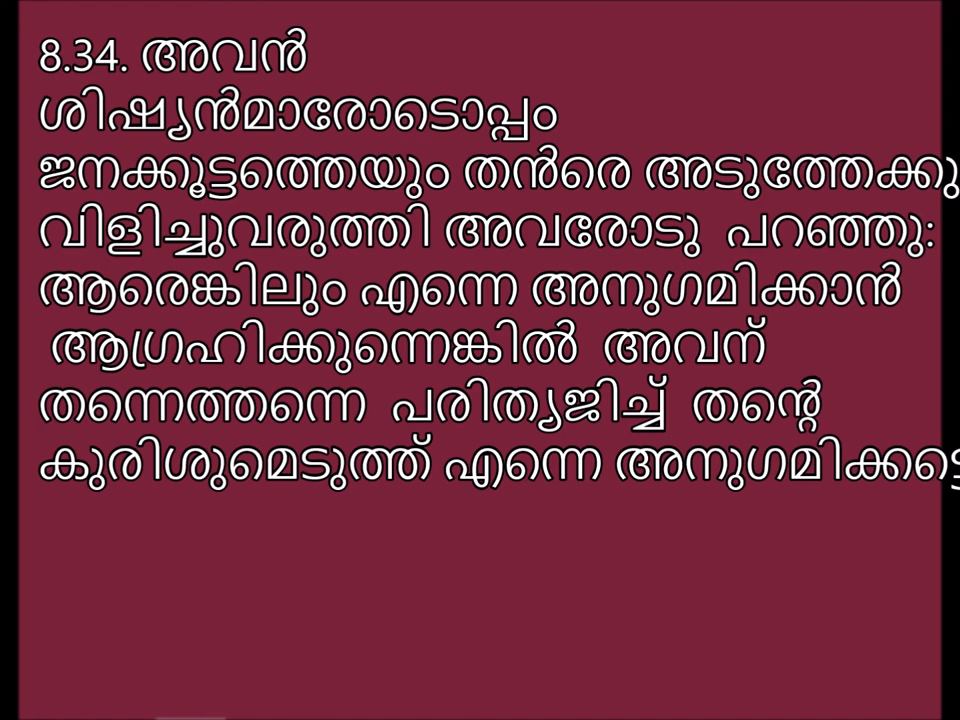 8.34. അവൻ
ശിഷ്യൻമാരോടൊപ്പം
ജനക്കൂട്ടത്തെയും തൻരെ അടുത്തേക്കു
വിളിച്ചുവരുത്തി അവരോടു പറഞ്ഞു:
ആരെങ്കിലും എന്നെ അനുഗമിക്കാൻ
ആഗ്രഹിക്കുന്നെങ്കിൽ അവന്
തന്നെത്തന്നെ പരിത്യജിച്ച് തന്റെ
കുരിശുമെടുത്ത് എന്നെ അനുഗമിക്കട്ടെ